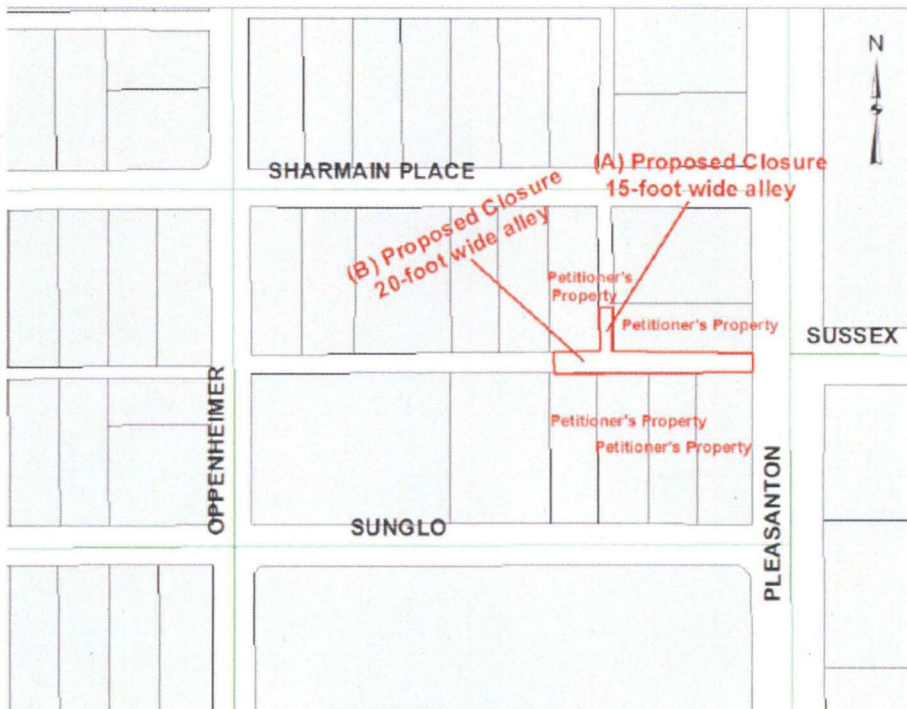 N
SHARMAIN PLACE
(A) Proposed Closure
15-foot wide alley
(B) Proposed Closure
20-foot wide alley
Petitioner's
Property
Petitioner's Property
SUSSEX
OPPENHEIMER
Petitioner's Property
Petitioner's Property
PLEASANTON
SUNGLO